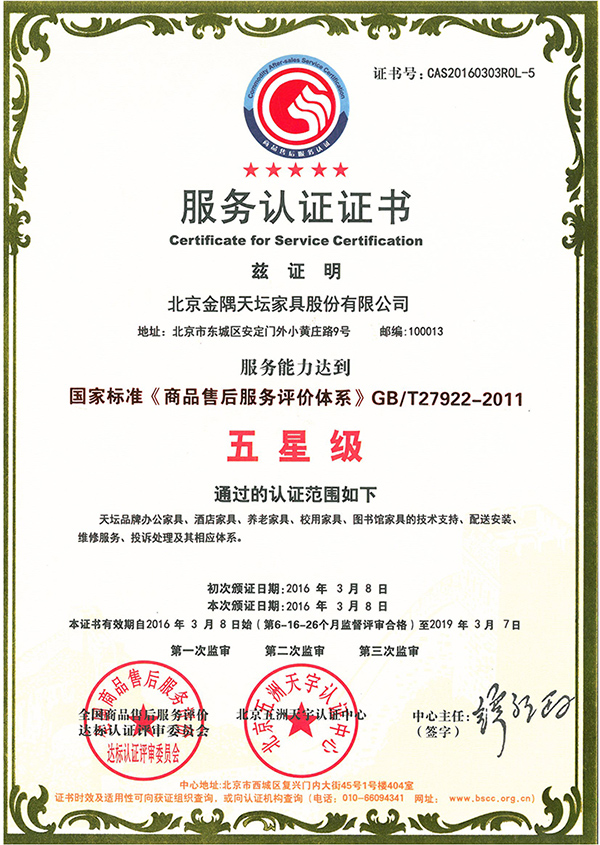 证书号: CAS20160303R0L-5
Commodity After-sales Service Certification
商品售后服务认证
服务认证证书
Certificate for Service Certification
兹 证 明
北京金隅天坛家具股份有限公司
地址: 北京市东城区安定门外小黄庄路9号 邮编:100013
服务能力达到
国家标准《商品售后服务评价体系》GB/T27922-2011
五星级
通过的认证范围如下
天坛品牌办公家具、酒店家具、养老家具、校用家具、图书馆家具的技术支持、配送安装、
维修服务、投诉处理及其相应体系。
初次颁证日期:2016 年 3 月 8 日
本次颁证日期:2016 年 3 月 8 日
本证书有效期自2016 年 3 月 8 日始(第6-16-26个月监督评审合格)至2019 年 3 月 7日
第一次监审 第二次监审 第三次监审
全国商品售后服务评价
达标认证评审委员会
达标认证评审委员会
北京五洲天宇认证中心
北京五洲天宇认证中心
中心主任:
(签字)
中心地址:北京市西城区复兴门内大街45号1号楼404室
证书时效及适用性可向获证组织查询，或向认证机构查询(电话: 010-66094341 网址: www.bscc.org.cn)